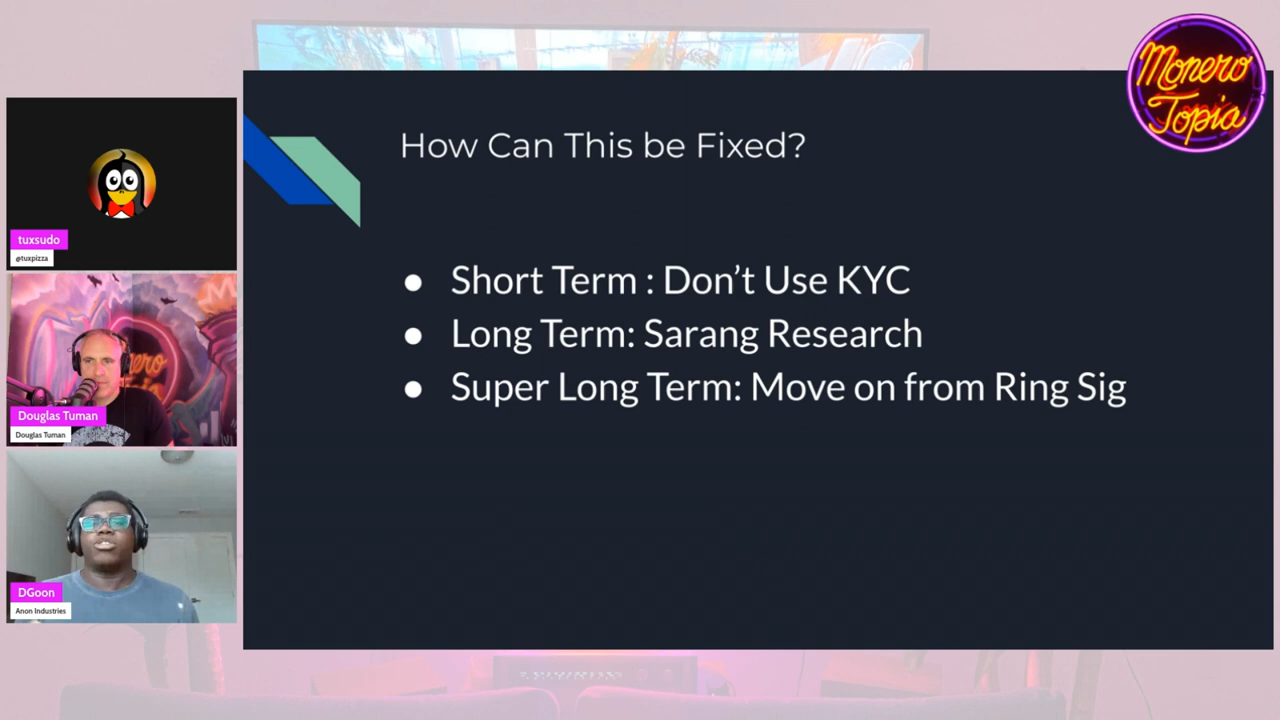 Monero
Topia
How Can This be Fixed?
● Short Term : Don’t Use KYC
● Long Term: Sarang Research
● Super Long Term: Move on from Ring Sig
tuxsudo
@tuxpizza
Douglas Tuman
Douglas Tuman
DGoon
Anon Industries